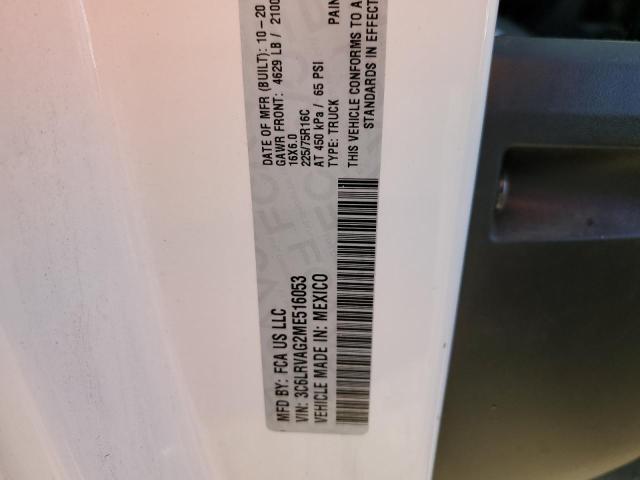 MFD BY: FCA US LLC
VIN: 3C6LRVAG2ME516053
VEHICLE MADE IN: MEXICO
DATE OF MFR (BUILT): 10-20
GAWR FRONT: 4629 LB / 2100
16X6.0
225/75R16C
AT 450 kPa / 65 PSI
TYPE: TRUCK
THIS VEHICLE CONFORMS TO A
STANDARDS IN EFFECT